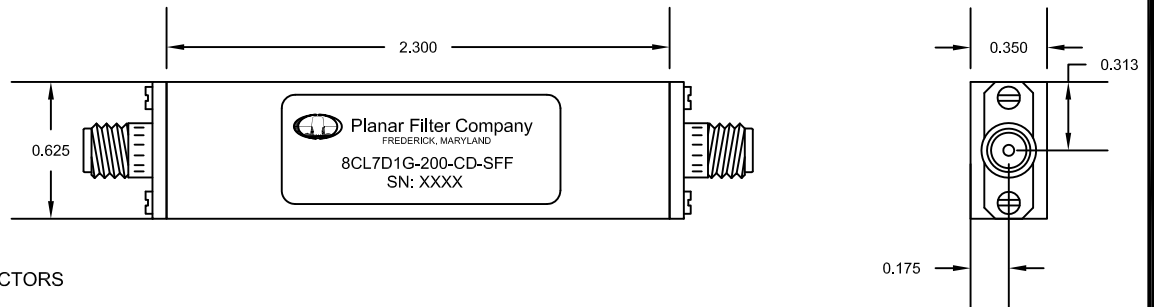 2.300
0.350
0.313
0.625
Planar Filter Company
FREDERICK, MARYLAND
8CL7D1G-200-CD-SFF
SN: XXXX
0.175
CTORS